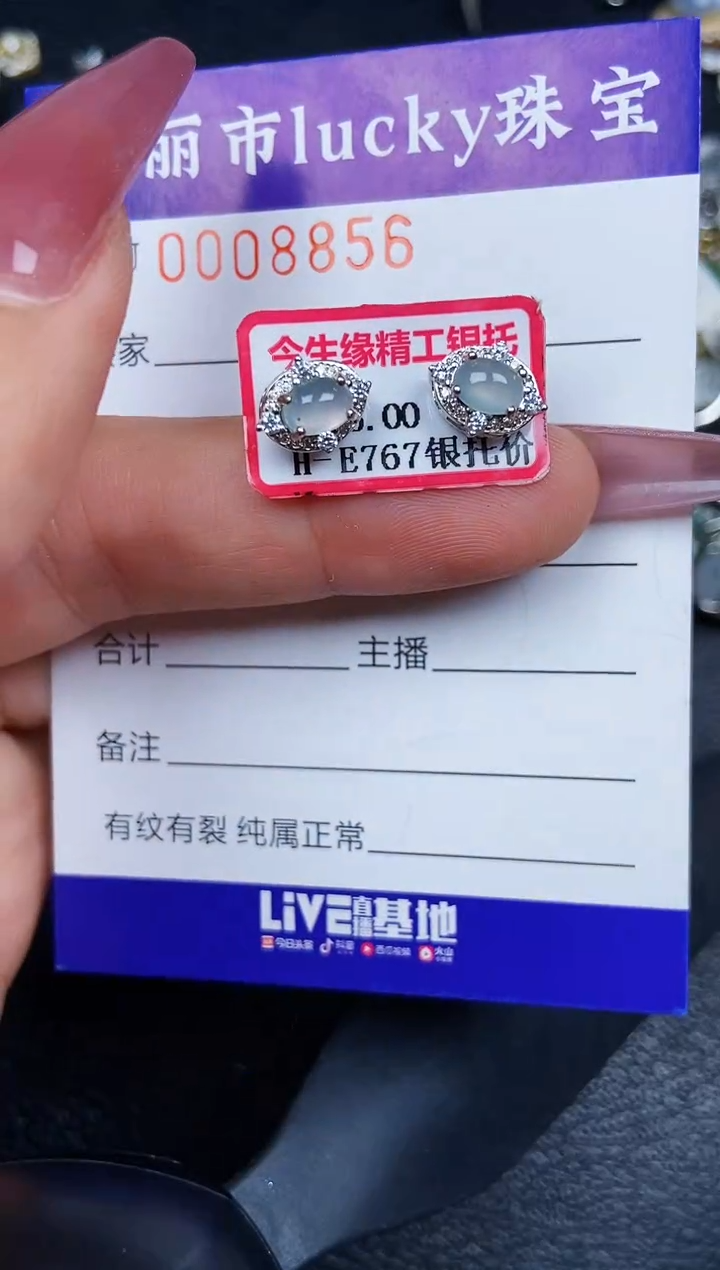 丽市lucky珠宝
0008856
家
今生缘精工银托
.00
H-E767银托价
合计 主播
备注
有纹有裂 纯属正常
LiVE直播基地
今日头条 抖音 西瓜视频 火山